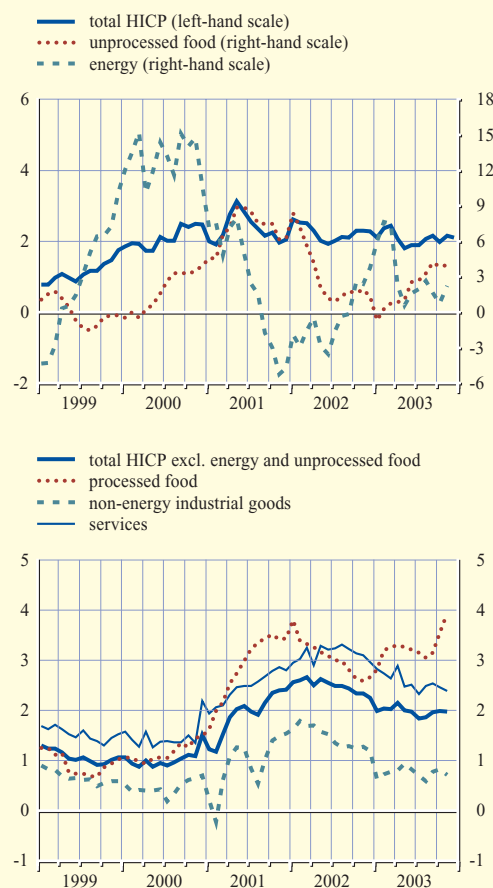 total HICP (left-hand scale)
unprocessed food (right-hand scale)
energy (right-hand scale)
6 18
15
4 12
9
2 6
3
0 0
-3
-2 -6
1999 2000 2001 2002 2003
total HICP excl. energy and unprocessed food
processed food
non-energy industrial goods
services
5 5
4 4
3 3
2 2
1 1
0 0
-1 -1
1999 2000 2001 2002 2003